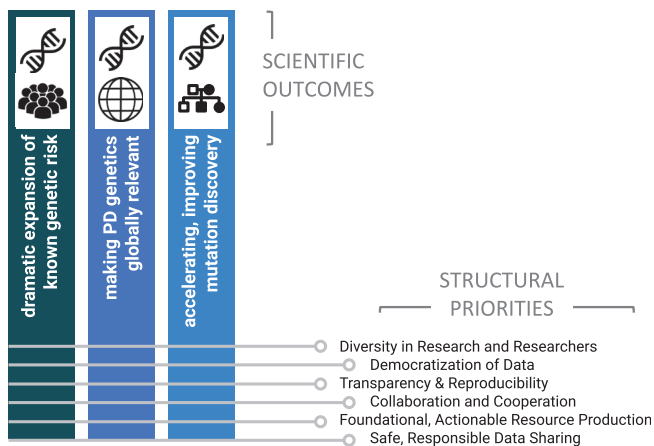 dramatic expansion of
known genetic risk
making PD genetics
globally relevant
accelerating, improving
mutation discovery
SCIENTIFIC
OUTCOMES
STRUCTURAL
PRIORITIES
Diversity in Research and Researchers
Democratization of Data
Transparency & Reproducibility
Collaboration and Cooperation
Foundational, Actionable Resource Production
Safe, Responsible Data Sharing